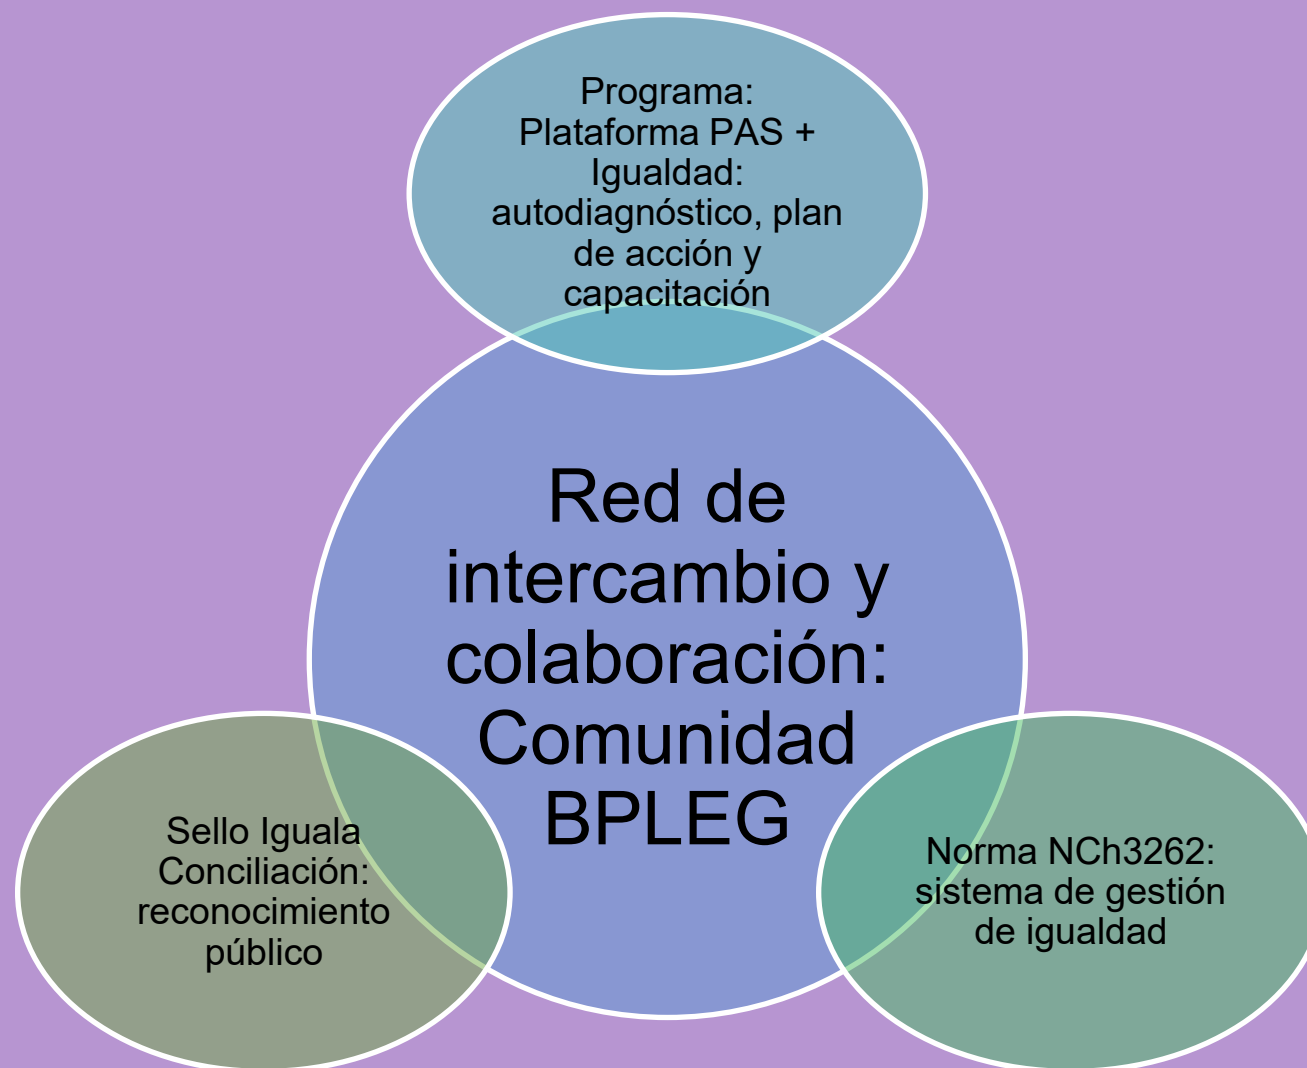 Programa:
Plataforma PAS +
Igualdad:
autodiagnóstico, plan
de acción y
capacitación
Red de
intercambio y
colaboración:
Comunidad
BPLEG
Sello Iguala
Conciliación:
reconocimiento
público
Norma NCh3262:
sistema de gestión
de igualdad